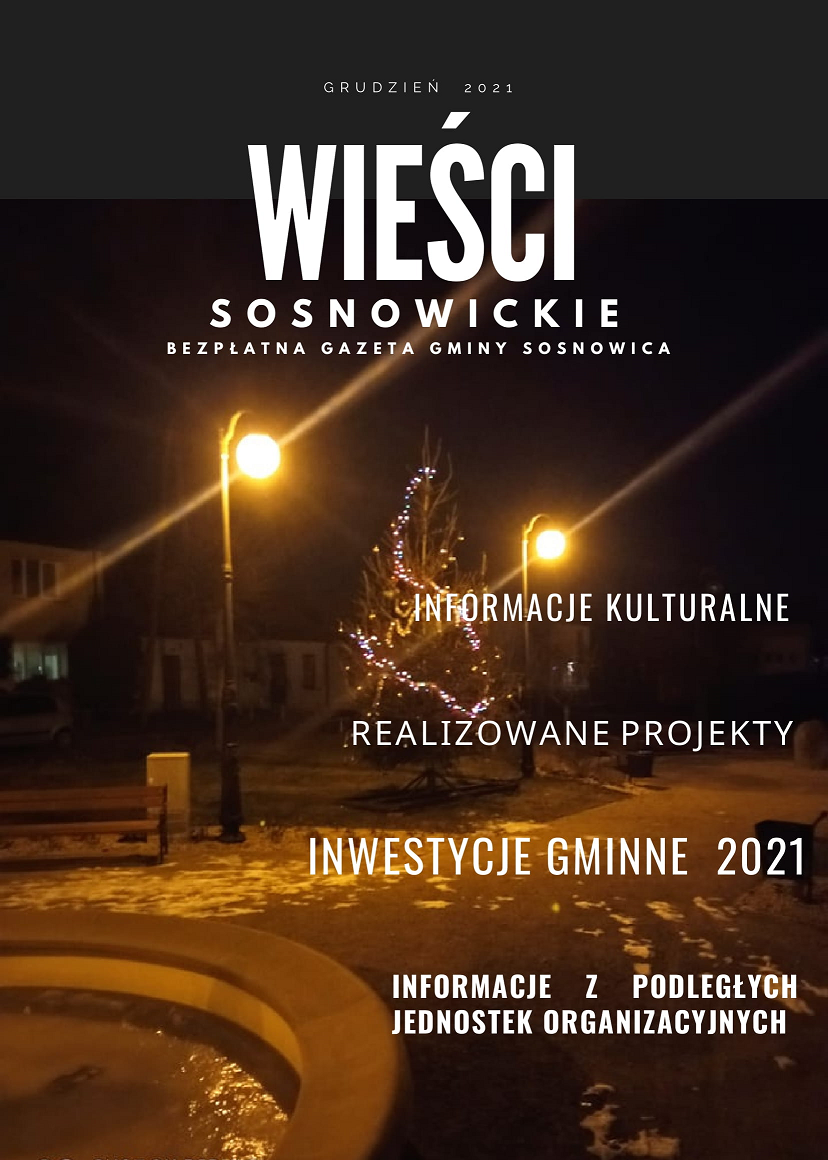 GRUDZIEŃ 2021
WIEŚCI
SOSNOWICKIE
BEZPŁATNA GAZETA GMINY SOSNOWICA
INFORMACJE KULTURALNE
REALIZOWANE PROJEKTY
INWESTYCJE GMINNE 2021
INFORMACJE Z PODLEGŁYCH
JEDNOSTEK ORGANIZACYJNYCH